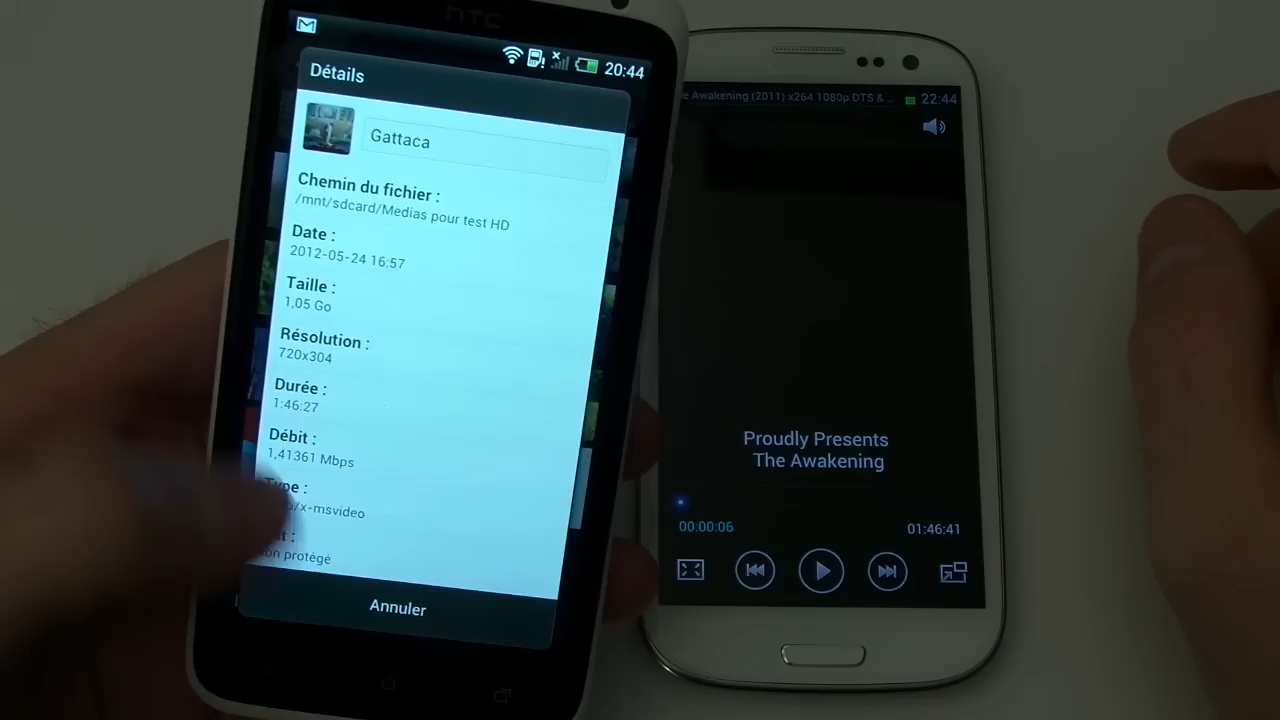 hTC
20:44
Détails
Gattaca
Chemin du fichier :
/mnt/sdcard/Medias pour test HD
Date :
2012-05-24 16:57
Taille :
1,05 Go
Résolution :
720x304
Durée :
1:46:27
Débit :
1,41361 Mbps
Type :
/x-msvideo
protégé
Annuler
Awakening (2011) x264 1080p DTS &...
22:44
Proudly Presents
The Awakening
00:00:06
01:46:41